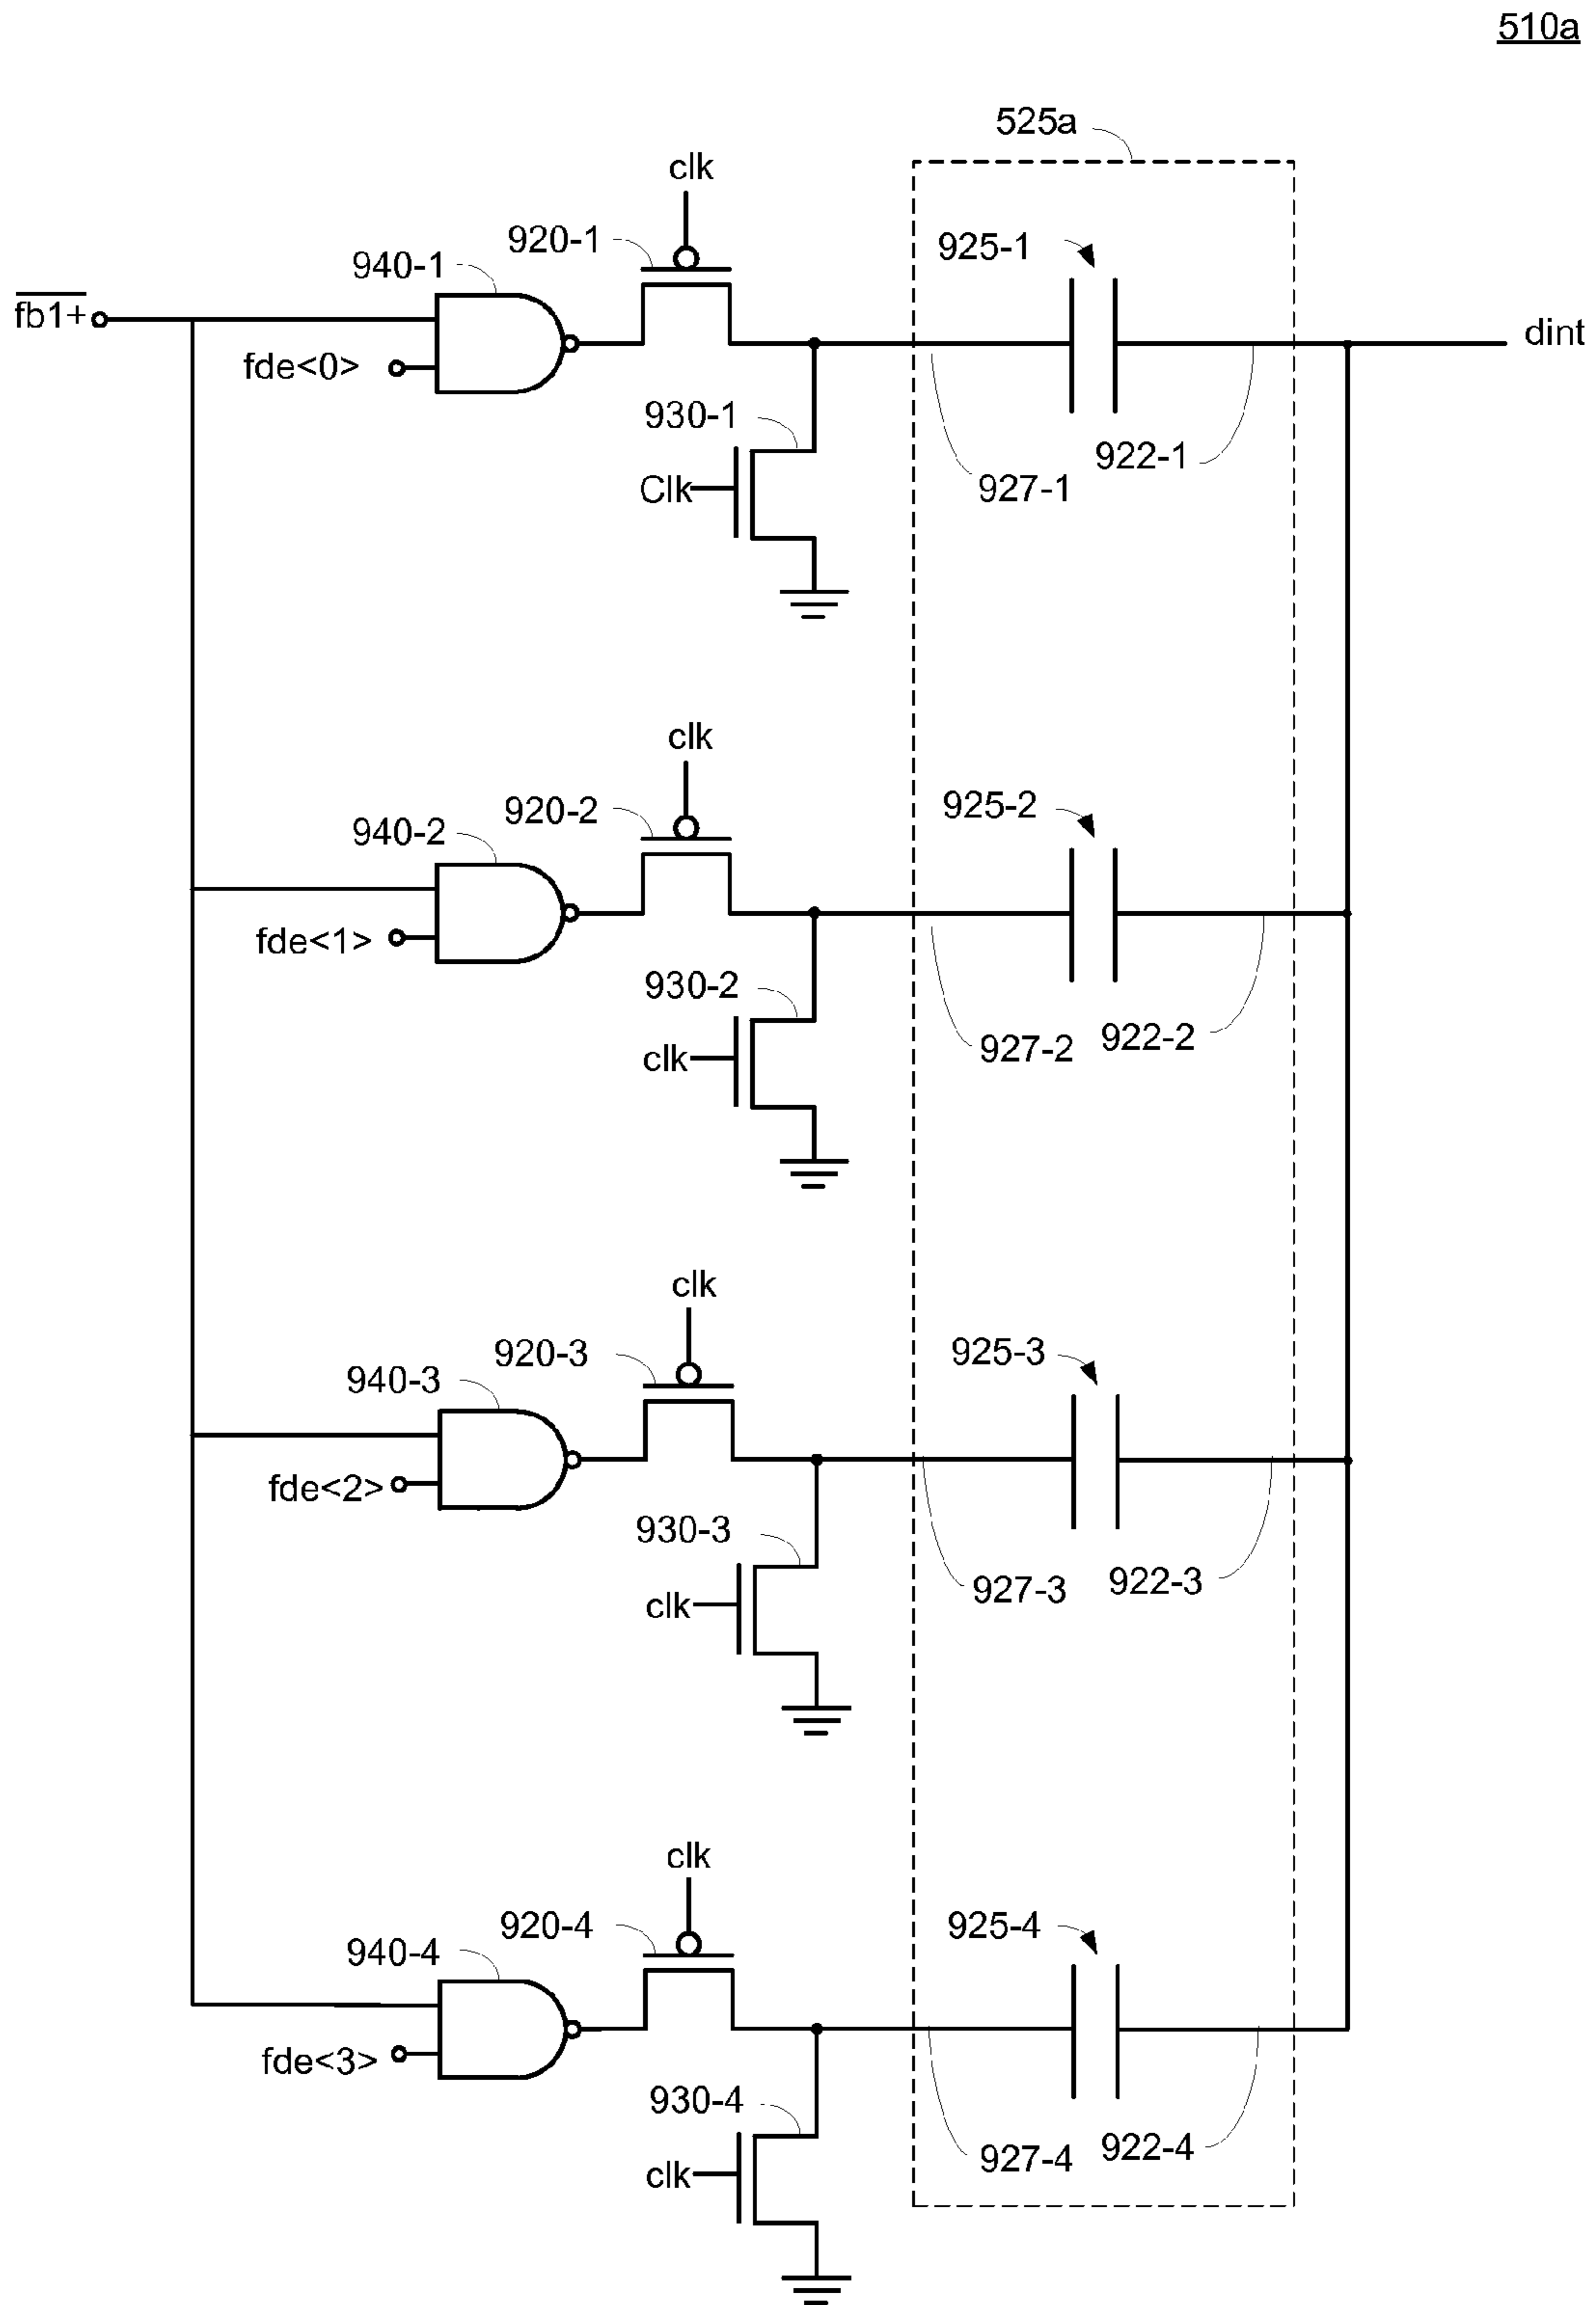 510a
525a
clk
920-1
925-1
940-1
fb1+
dint
fde<0>
930-1
922-1
Clk
927-1
clk
920-2
925-2
940-2
fde<1>
930-2
922-2
clk
927-2
clk
920-3
925-3
940-3
fde<2>
930-3
922-3
clk
927-3
clk
920-4
925-4
940-4
fde<3>
930-4
922-4
clk
927-4